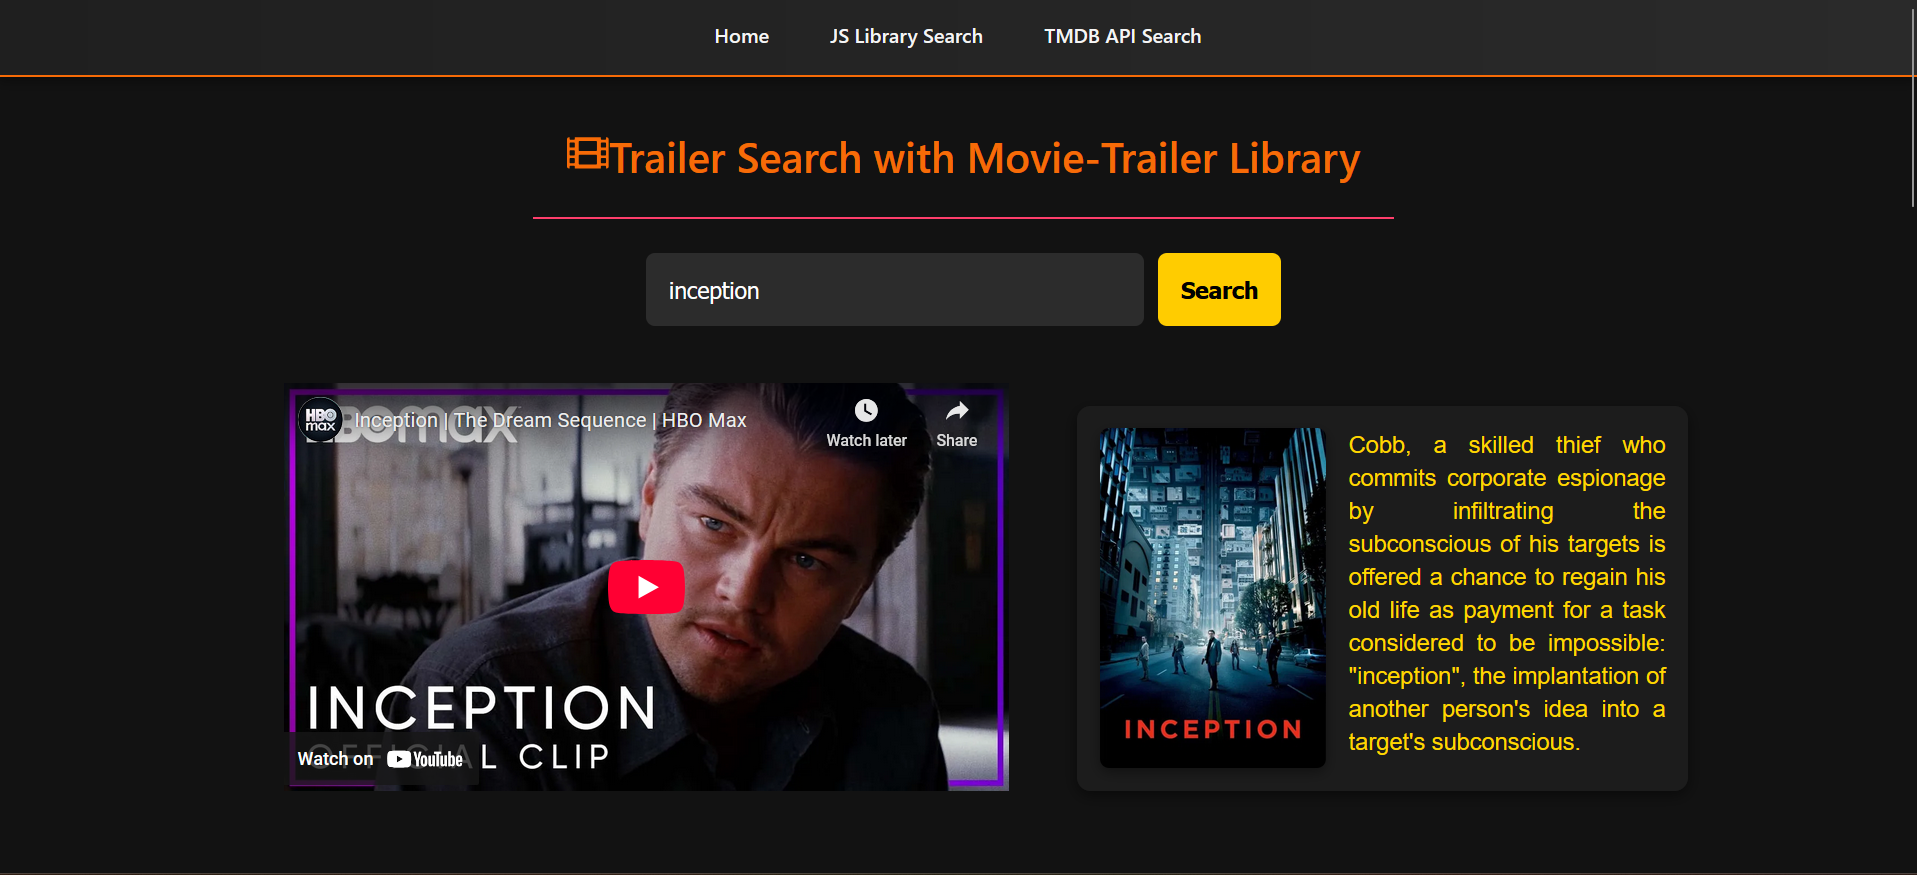 Home
JS Library Search
TMDB API Search
Trailer Search with Movie-Trailer Library
inception
Search
HBO max
HBOmax
Inception | The Dream Sequence | HBO Max
Watch later
Share
INCEPTION
OFFICIAL CLIP
Watch on YouTube
INCEPTION
Cobb, a skilled thief who
commits corporate espionage
by infiltrating the
subconscious of his targets is
offered a chance to regain his
old life as payment for a task
considered to be impossible:
"inception", the implantation of
another person's idea into a
target's subconscious.